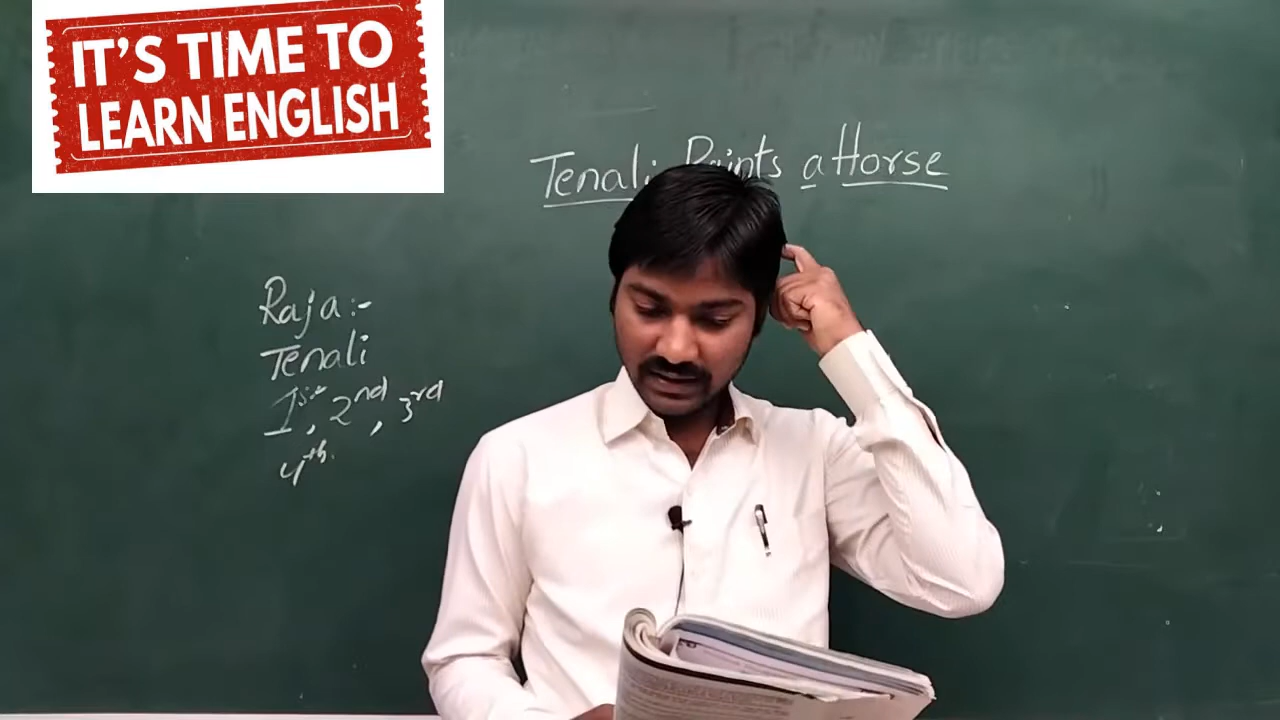 IT'S TIME TO
LEARN ENGLISH
Tenali Paints a Horse
Raja:-
Tenali
1st, 2nd, 3rd
4th.